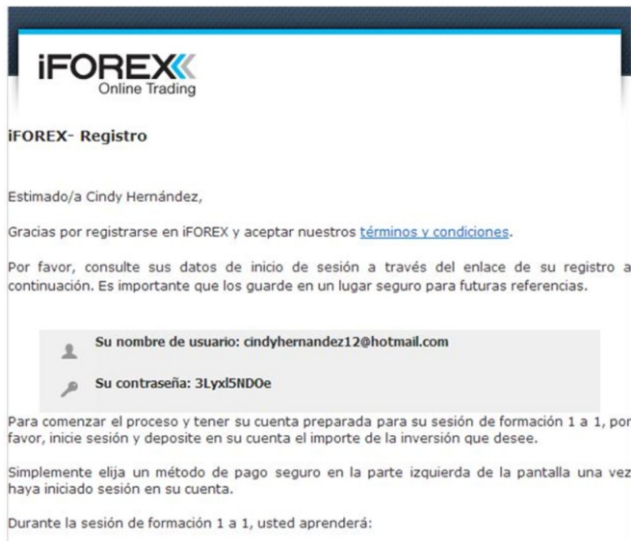 iFOREX
Online Trading
iFOREX- Registro
Estimado/a Cindy Hernández,
Gracias por registrarse en iFOREX y aceptar nuestros términos y condiciones.
Por favor, consulte sus datos de inicio de sesión a través del enlace de su registro a
continuación. Es importante que los guarde en un lugar seguro para futuras referencias.
Su nombre de usuario: cindyhernandez12@hotmail.com
Su contraseña: 3Lyxl5NDOe
Para comenzar el proceso y tener su cuenta preparada para su sesión de formación 1 a 1, por
favor, inicie sesión y deposite en su cuenta el importe de la inversión que desee.
Simplemente elija un método de pago seguro en la parte izquierda de la pantalla una vez
haya iniciado sesión en su cuenta.
Durante la sesión de formación 1 a 1, usted aprenderá: